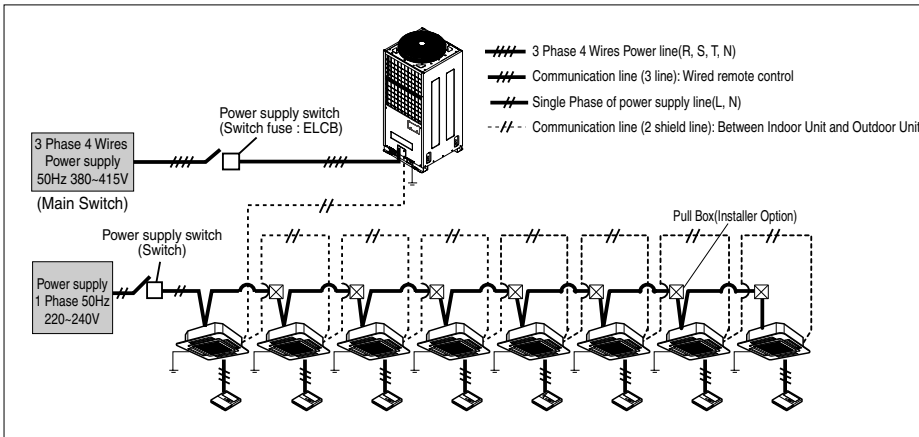 3 Phase 4 Wires Power line(R, S, T, N)
Communication line (3 line): Wired remote control
Single Phase of power supply line(L, N)
Communication line (2 shield line): Between Indoor Unit and Outdoor Unit
Power supply switch
(Switch fuse : ELCB)
3 Phase 4 Wires
Power supply
50Hz 380~415V
(Main Switch)
Pull Box(Installer Option)
Power supply switch
(Switch)
Power supply
1 Phase 50Hz
220~240V